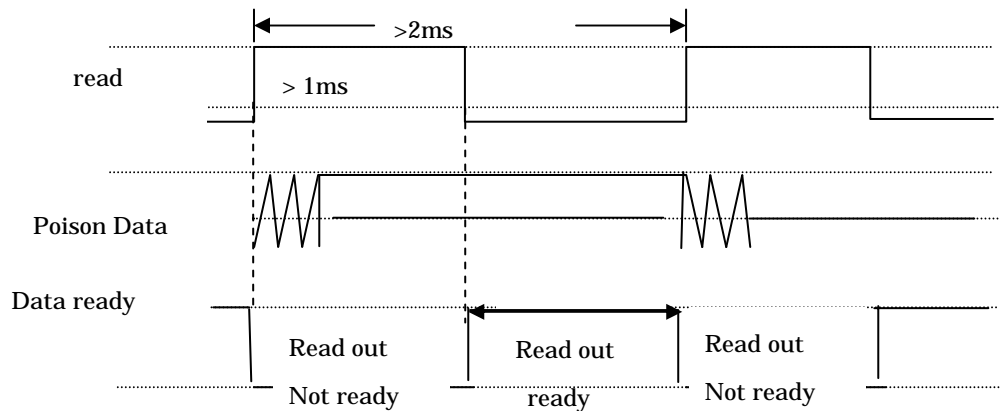 >2ms
read
> 1ms
Poison Data
Data ready
Read out
Not ready
Read out
ready
Read out
Not ready